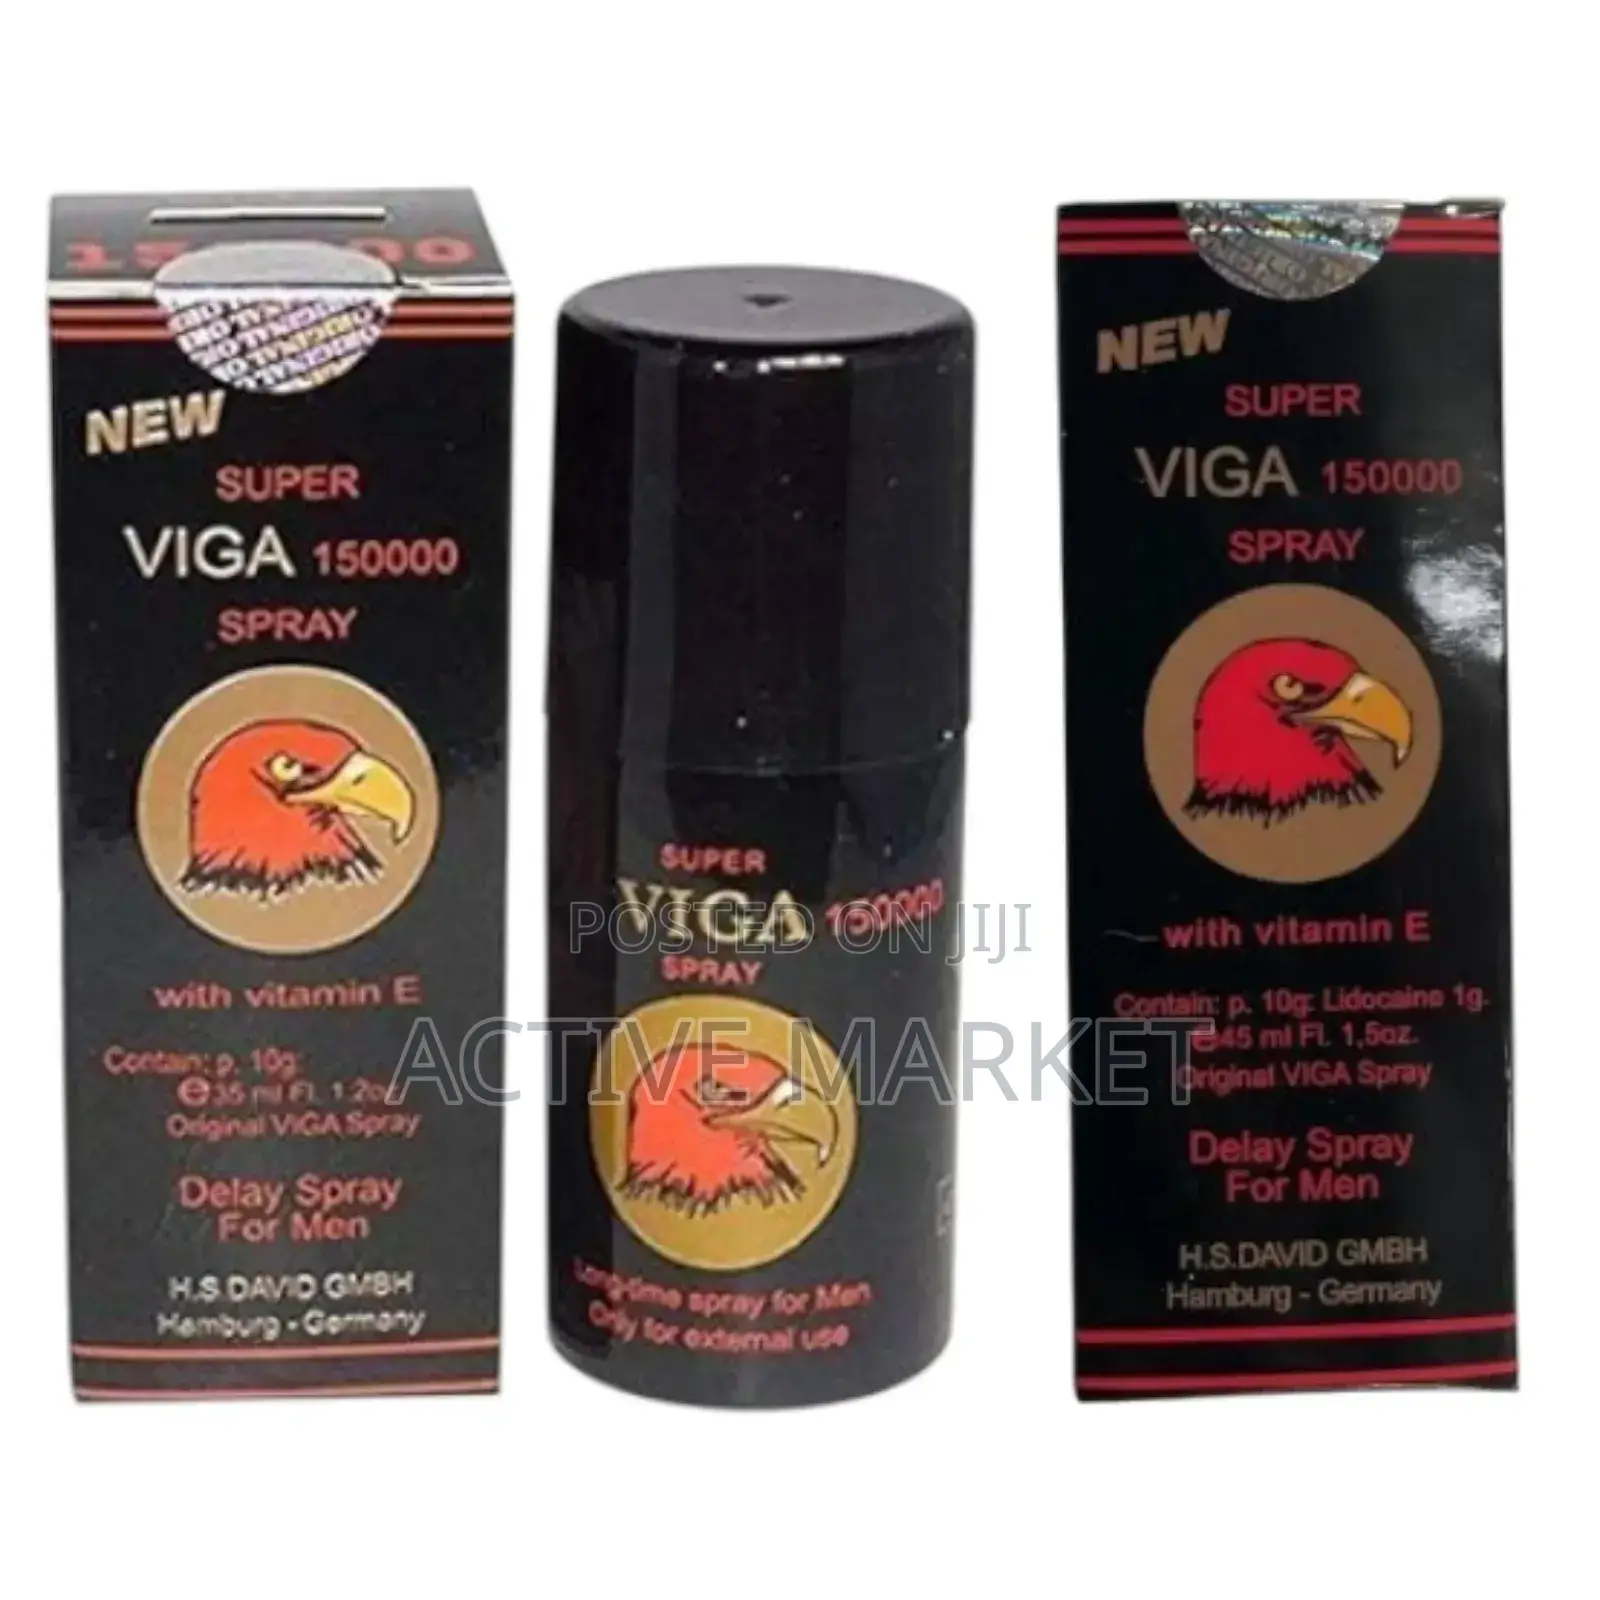 150000
ORIGINAL
NEW
SUPER
VIGA 150000
SPRAY
with vitamin E
Contain: p. 10g:
℮35 ml Fl. 1.2o
Original VIGA Spray
Delay Spray
For Men
H.S.DAVID GMBH
Hamburg - Germany
SUPER
VIGA 150000
SPRAY
Long-time spray for Men
Only for external use
NEW
SUPER
VIGA 150000
SPRAY
with vitamin E
Contain: p. 10g: Lidocaine 1g.
℮45 ml Fl. 1,5oz.
Original VIGA Spray
Delay Spray
For Men
H.S.DAVID GMBH
Hamburg - Germany
POSTED ON JIJI
ACTIVE MARKET